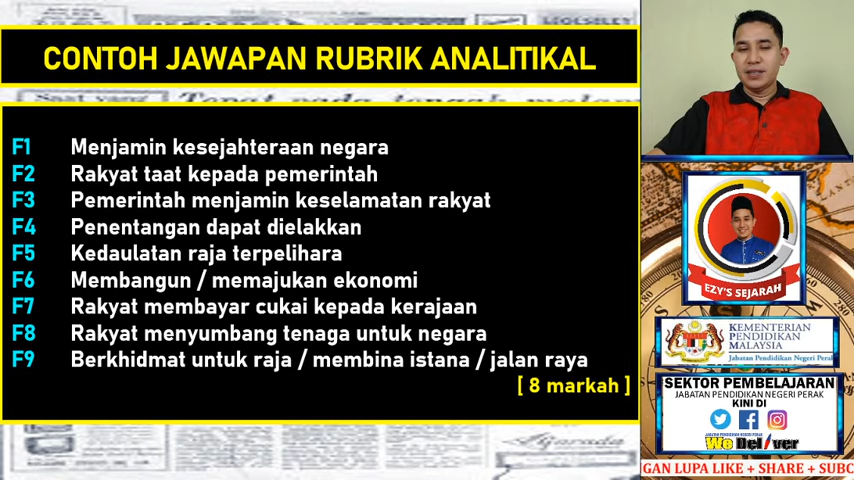 CONTOH JAWAPAN RUBRIK ANALITIKAL
F1 Menjamin kesejahteraan negara
F2 Rakyat taat kepada pemerintah
F3 Pemerintah menjamin keselamatan rakyat
F4 Penentangan dapat dielakkan
F5 Kedaulatan raja terpelihara
F6 Membangun / memajukan ekonomi
F7 Rakyat membayar cukai kepada kerajaan
F8 Rakyat menyumbang tenaga untuk negara
F9 Berkhidmat untuk raja / membina istana / jalan raya
[ 8 markah ]
EZY'S SEJARAH
KEMENTERIAN
PENDIDIKAN
MALAYSIA
Jabatan Pendidikan Negeri Perak
SEKTOR PEMBELAJARAN
JABATAN PENDIDIKAN NEGERI PERAK
KINI DI
We Deliver
GAN LUPA LIKE + SHARE + SUBC